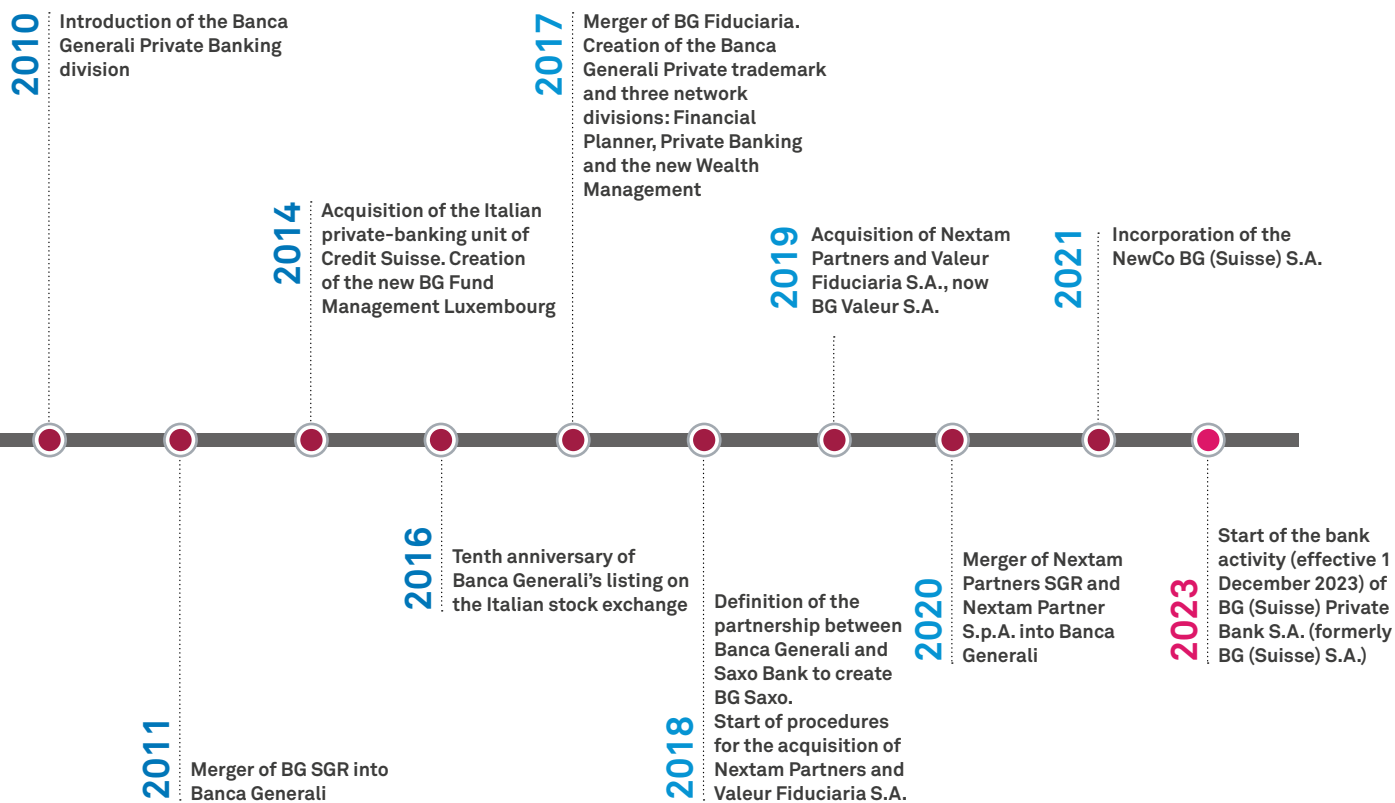 2010
Introduction of the Banca
Generali Private Banking
division
2011
Merger of BG SGR into
Banca Generali
2014
Acquisition of the Italian
private-banking unit of
Credit Suisse. Creation
of the new BG Fund
Management Luxembourg
2016
Tenth anniversary of
Banca Generali’s listing on
the Italian stock exchange
2017
Merger of BG Fiduciaria.
Creation of the Banca
Generali Private trademark
and three network
divisions: Financial
Planner, Private Banking
and the new Wealth
Management
2018
Definition of the
partnership between
Banca Generali and
Saxo Bank to create
BG Saxo.
Start of procedures
for the acquisition of
Nextam Partners and
Valeur Fiduciaria S.A.
2019
Acquisition of Nextam
Partners and Valeur
Fiduciaria S.A., now
BG Valeur S.A.
2020
Merger of Nextam
Partners SGR and
Nextam Partner
S.p.A. into Banca
Generali
2021
Incorporation of the
NewCo BG (Suisse) S.A.
2023
Start of the bank
activity (effective 1
December 2023) of
BG (Suisse) Private
Bank S.A. (formerly
BG (Suisse) S.A.)